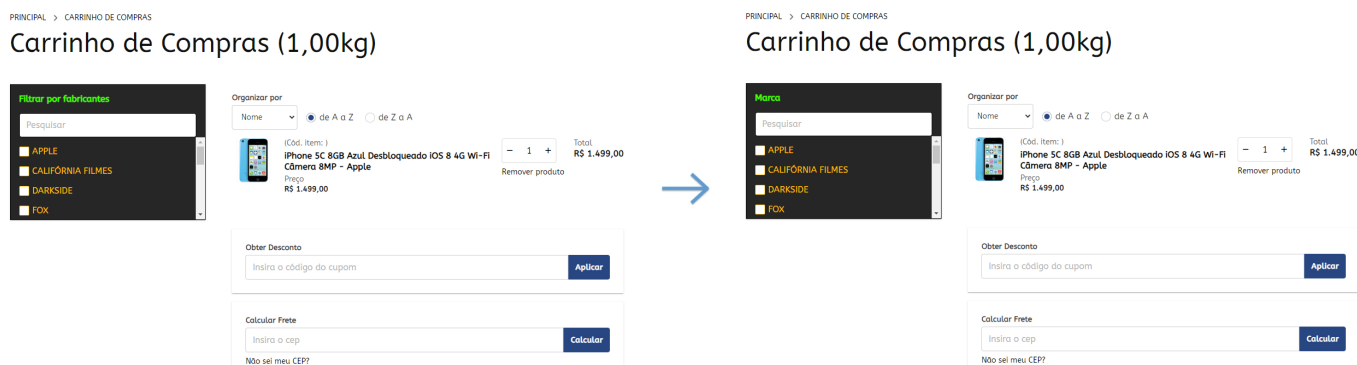 PRINCIPAL > CARRINHO DE COMPRAS
Carrinho de Compras (1,00kg)
Filtrar por fabricantes
Pesquisar
APPLE
CALIFÓRNIA FILMES
DARKSIDE
FOX
Organizar por
Nome de A a Z de Z a A
(Cód. item: )
iPhone 5C 8GB Azul Desbloqueado iOS 8 4G Wi-Fi
Câmera 8MP - Apple
Preço
R$ 1.499,00
− 1 +
Remover produto
Total
R$ 1.499,00
Obter Desconto
Insira o código do cupom Aplicar
Calcular Frete
Insira o cep Calcular
Não sei meu CEP?
PRINCIPAL > CARRINHO DE COMPRAS
Carrinho de Compras (1,00kg)
Marca
Pesquisar
APPLE
CALIFÓRNIA FILMES
DARKSIDE
FOX
Organizar por
Nome de A a Z de Z a A
(Cód. item: )
iPhone 5C 8GB Azul Desbloqueado iOS 8 4G Wi-Fi
Câmera 8MP - Apple
Preço
R$ 1.499,00
− 1 +
Remover produto
Total
R$ 1.499,00
Obter Desconto
Insira o código do cupom Aplicar
Calcular Frete
Insira o cep Calcular
Não sei meu CEP?